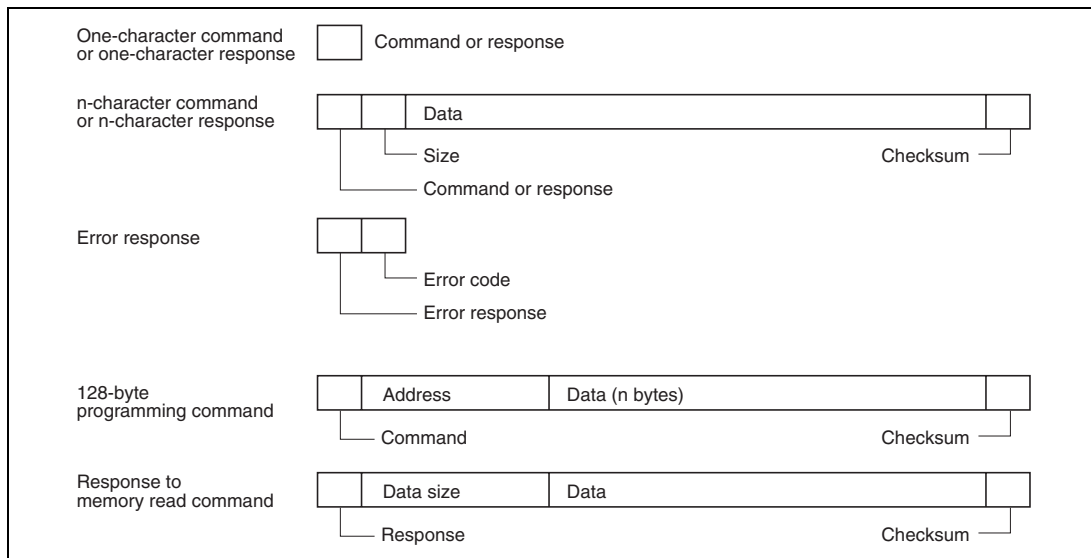 One-character command
or one-character response
Command or response
n-character command
or n-character response
Data
Size
Checksum
Command or response
Error response
Error code
Error response
128-byte
programming command
Address
Data (n bytes)
Command
Checksum
Response to
memory read command
Data size
Data
Response
Checksum